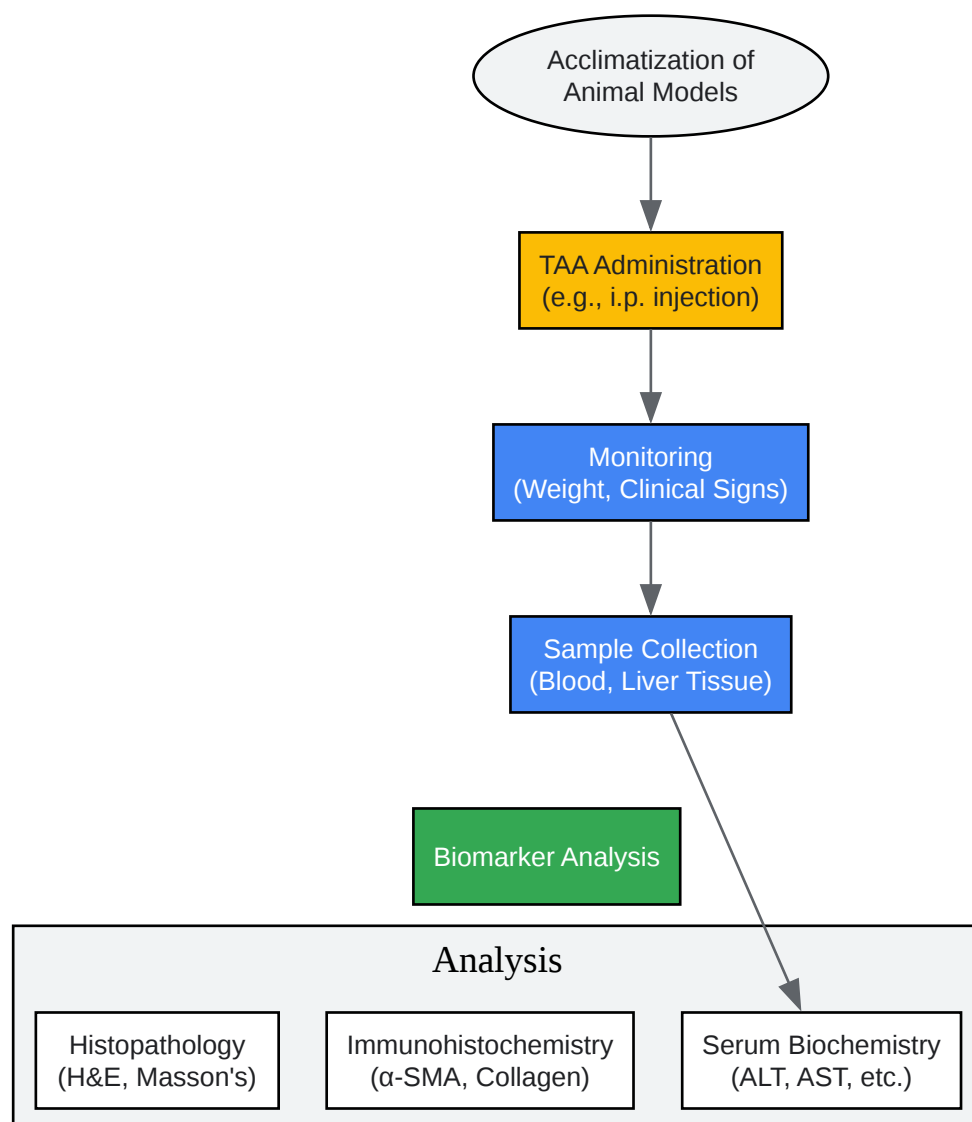 Acclimatization of
Animal Models
TAA Administration
(e.g., i.p. injection)
Monitoring
(Weight, Clinical Signs)
Sample Collection
(Blood, Liver Tissue)
Biomarker Analysis
Analysis
Histopathology
(H&E, Masson's)
Immunohistochemistry
(α-SMA, Collagen)
Serum Biochemistry
(ALT, AST, etc.)